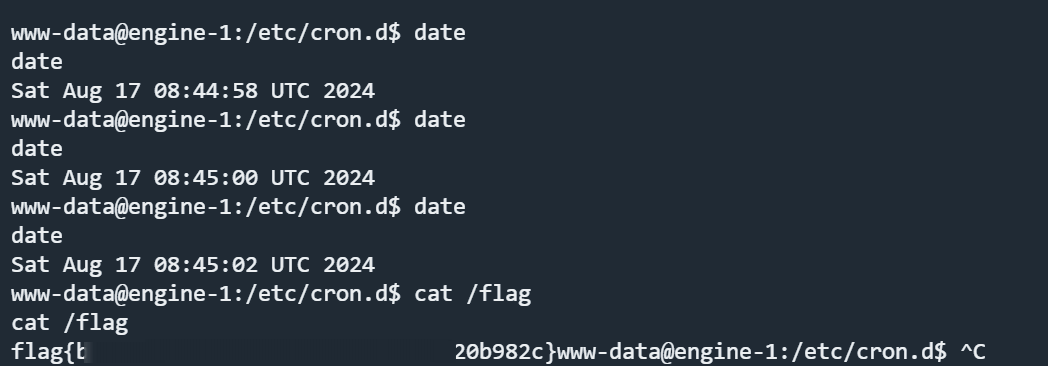 www-data@engine-1:/etc/cron.d$ date
date
Sat Aug 17 08:44:58 UTC 2024
www-data@engine-1:/etc/cron.d$ date
date
Sat Aug 17 08:45:00 UTC 2024
www-data@engine-1:/etc/cron.d$ date
date
Sat Aug 17 08:45:02 UTC 2024
www-data@engine-1:/etc/cron.d$ cat /flag
cat /flag
flag{b 20b982c}www-data@engine-1:/etc/cron.d$ ^C